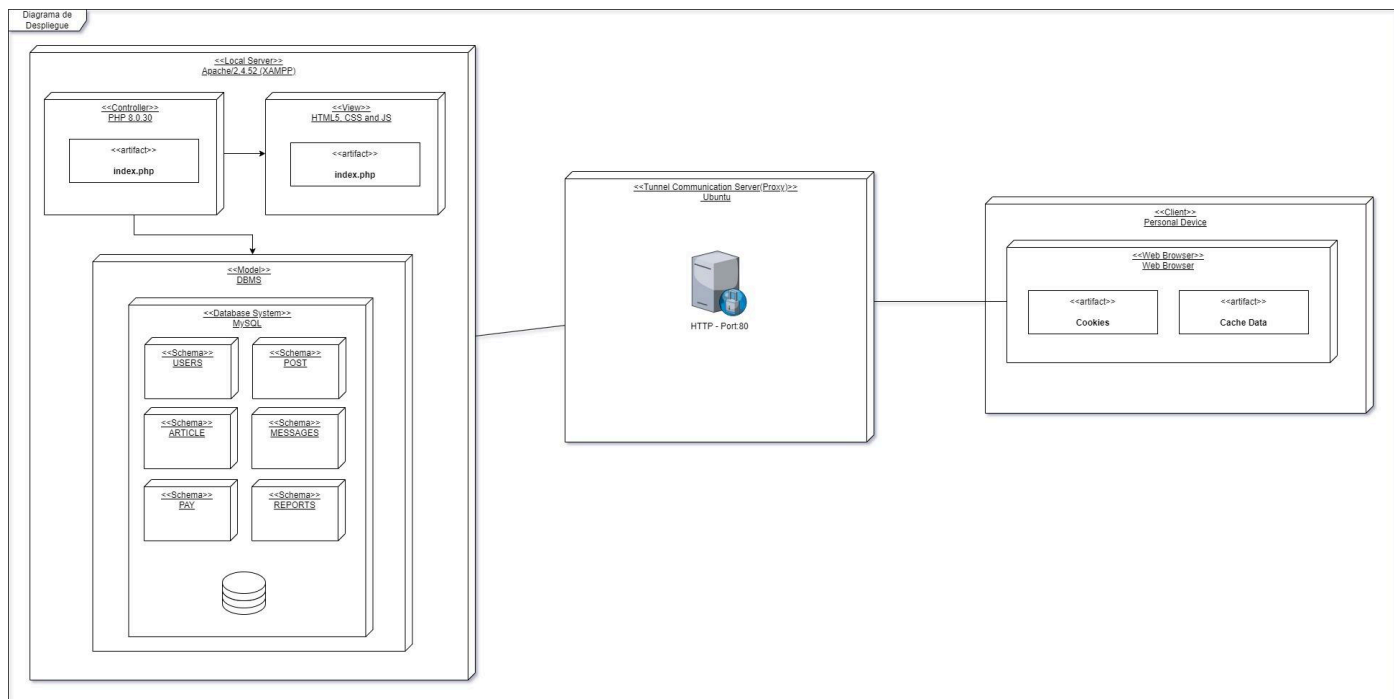 Diagrama de
Despliegue
<<Local Server>>
Apache/2.4.52 (XAMPP)
<<Controller>>
PHP 8.0.30
<<artifact>>
index.php
<<View>>
HTML5, CSS and JS
<<artifact>>
index.php
<<Model>>
DBMS
<<Database System>>
MySQL
<<Schema>>
USERS
<<Schema>>
POST
<<Schema>>
ARTICLE
<<Schema>>
MESSAGES
<<Schema>>
PAY
<<Schema>>
REPORTS
<<Tunnel Communication Server(Proxy)>>
Ubuntu
HTTP - Port:80
<<Client>>
Personal Device
<<Web Browser>>
Web Browser
<<artifact>>
Cookies
<<artifact>>
Cache Data